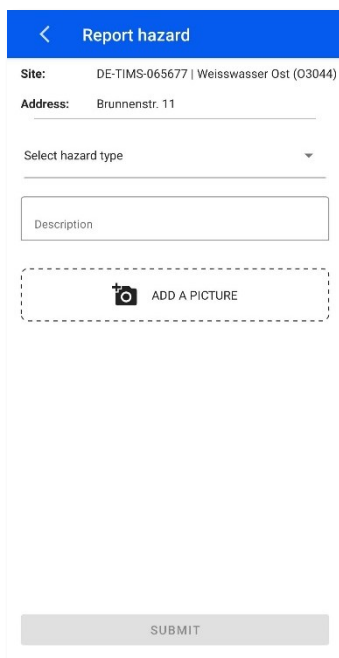 Report hazard
Site: DE-TIMS-065677 | Weisswasser Ost (O3044)
Address: Brunnenstr. 11
Select hazard type
Description
ADD A PICTURE
SUBMIT